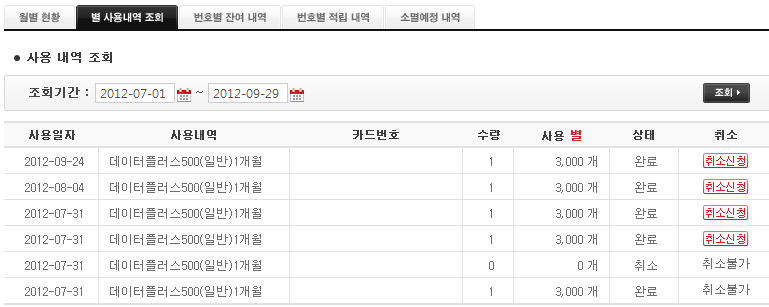 월별 현황 별 사용내역 조회 번호별 잔여 내역 번호별 적립 내역 소멸예정 내역
사용 내역 조회
조회기간 : 2012-07-01 ~ 2012-09-29 조회
사용일자 사용내역 카드번호 수량 사용 별 상태 취소
2012-09-24 데이터플러스500(일반)1개월 1 3,000 개 완료 취소신청
2012-08-04 데이터플러스500(일반)1개월 1 3,000 개 완료 취소신청
2012-07-31 데이터플러스500(일반)1개월 1 3,000 개 완료 취소신청
2012-07-31 데이터플러스500(일반)1개월 1 3,000 개 완료 취소신청
2012-07-31 데이터플러스500(일반)1개월 0 0 개 취소 취소불가
2012-07-31 데이터플러스500(일반)1개월 1 3,000 개 완료 취소불가